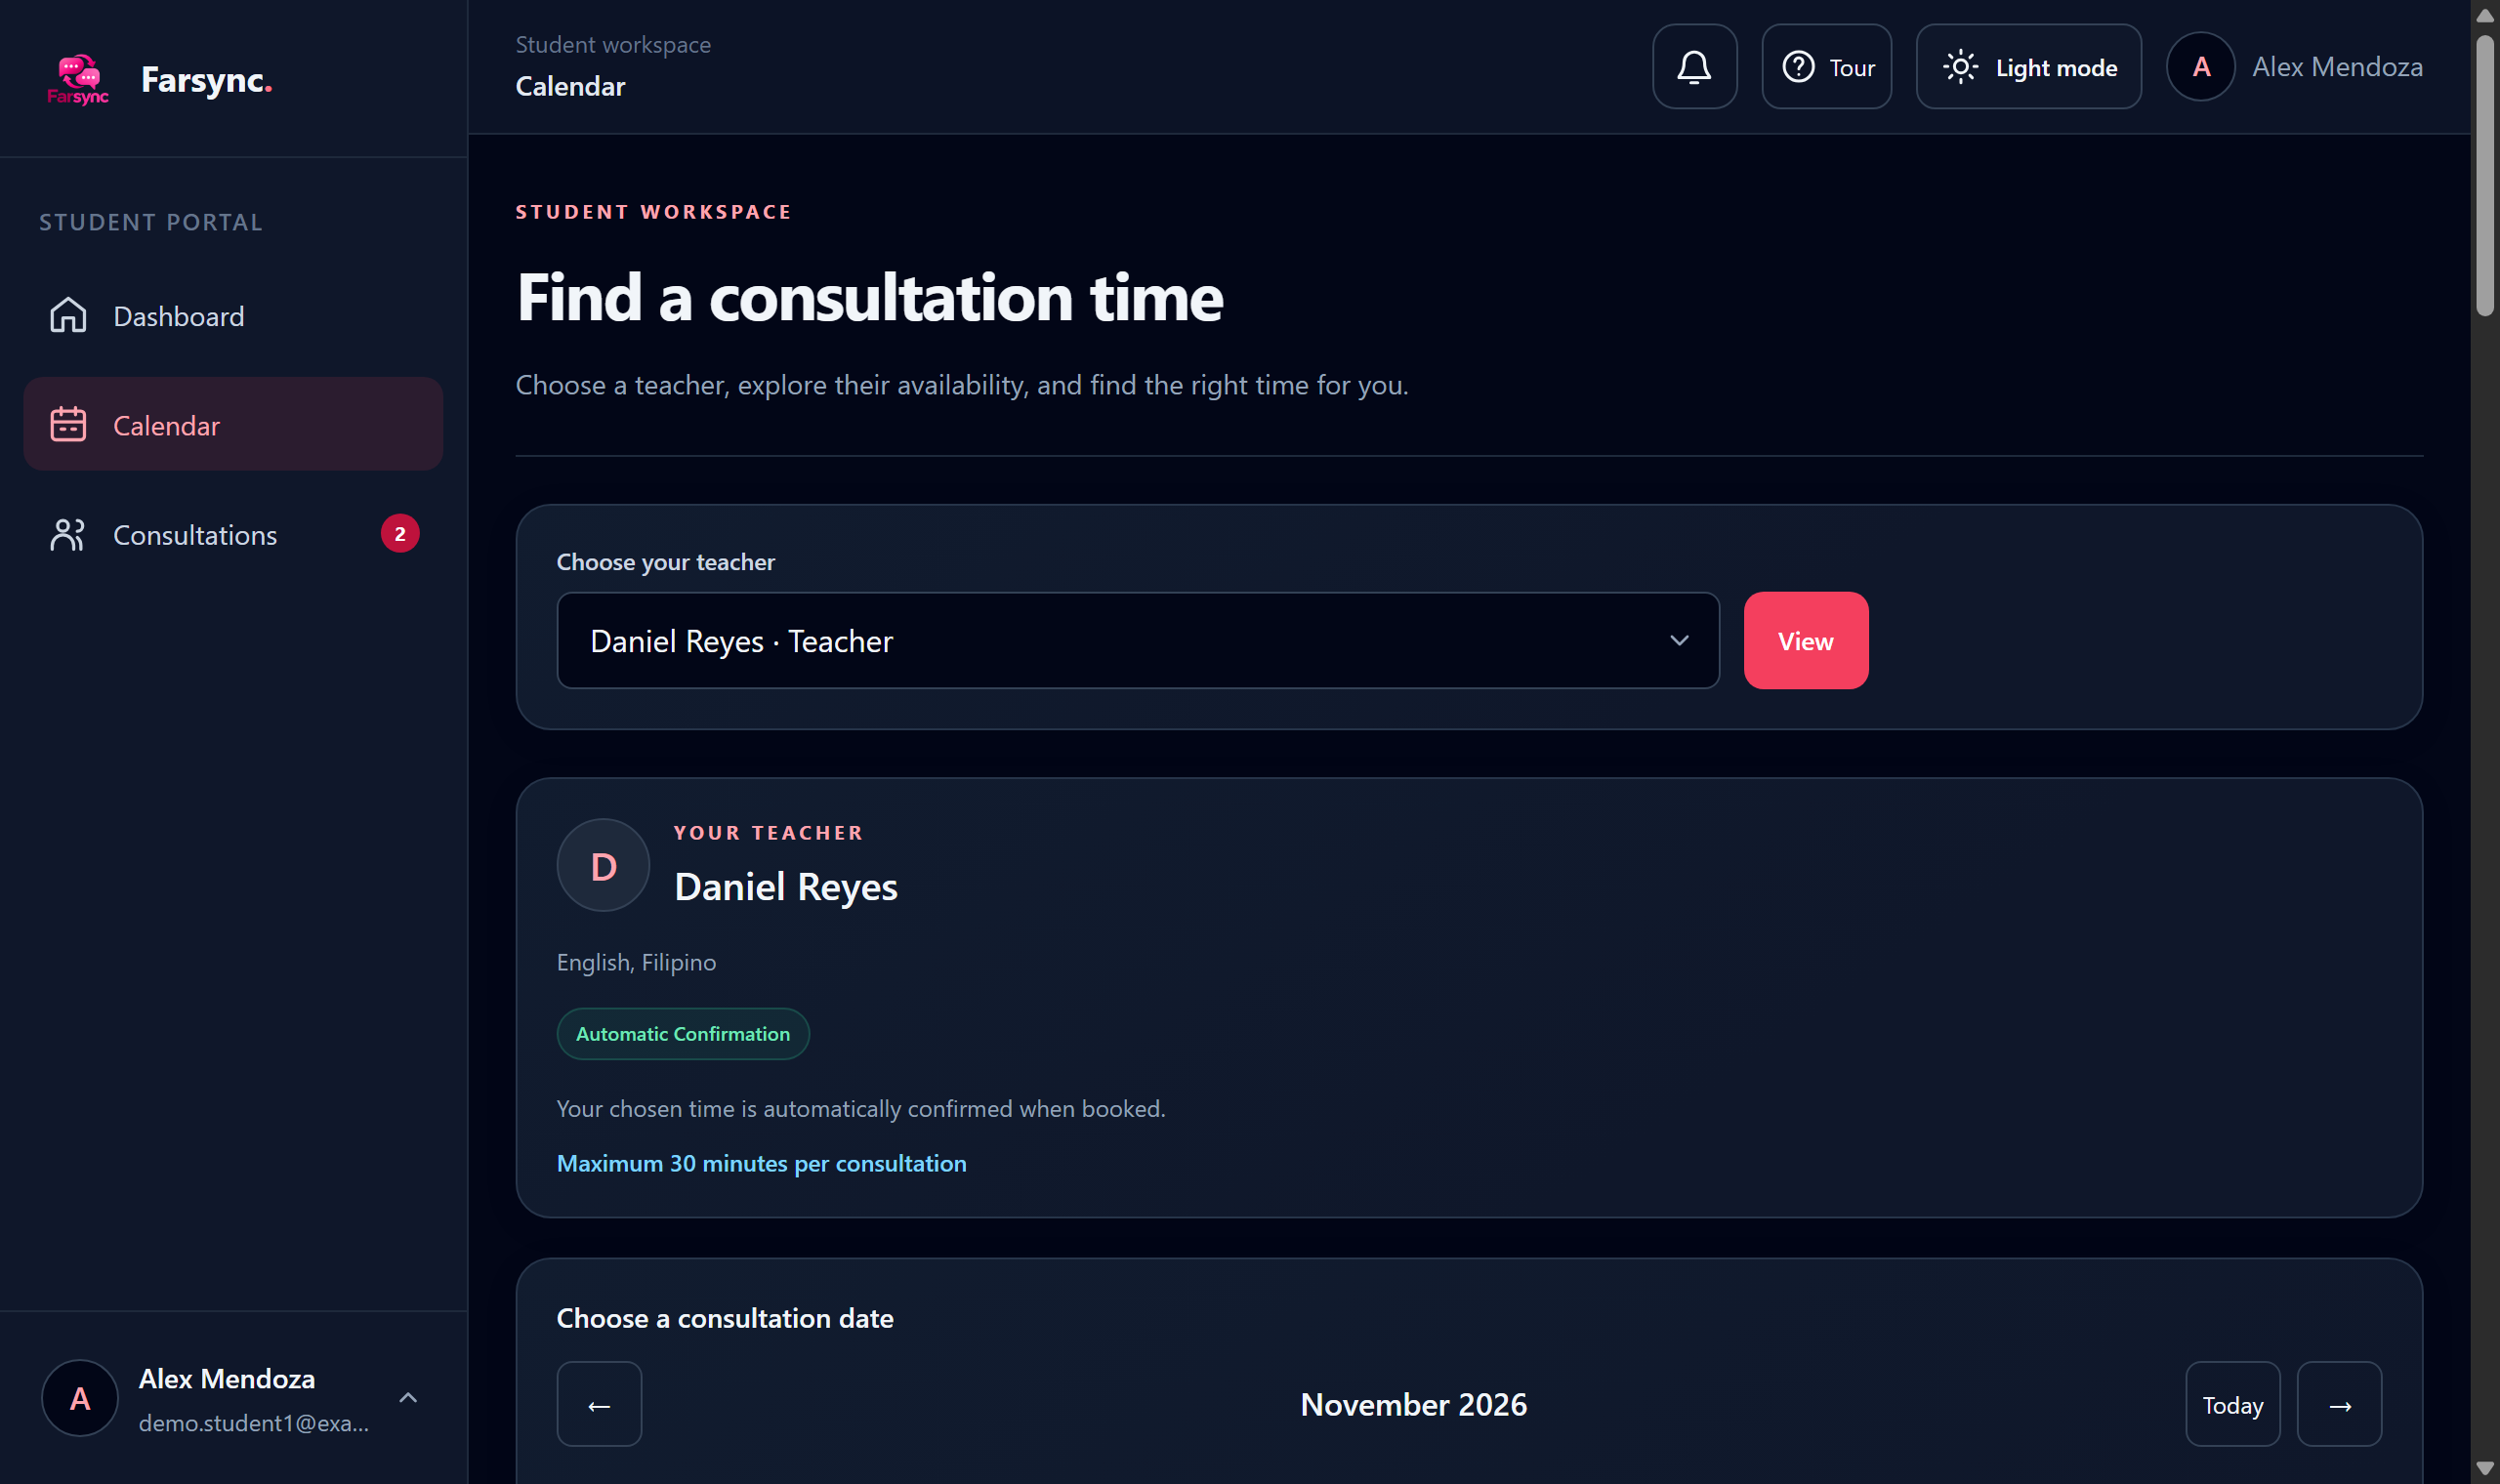 Farsync
Farsync.
STUDENT PORTAL
Dashboard
Calendar
Consultations
2
A
Alex Mendoza
demo.student1@exa...
Student workspace
Calendar
Tour
Light mode
A
Alex Mendoza
STUDENT WORKSPACE
Find a consultation time
Choose a teacher, explore their availability, and find the right time for you.
Choose your teacher
Daniel Reyes · Teacher
View
D
YOUR TEACHER
Daniel Reyes
English, Filipino
Automatic Confirmation
Your chosen time is automatically confirmed when booked.
Maximum 30 minutes per consultation
Choose a consultation date
←
November 2026
Today
→